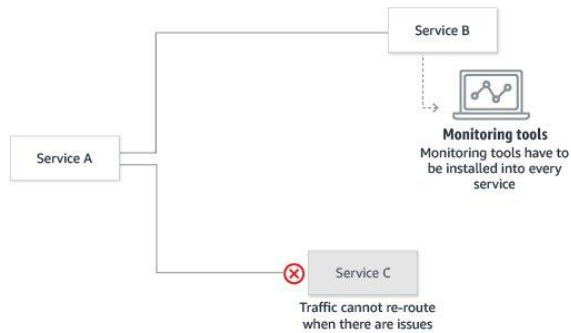 Service B
Monitoring tools
Monitoring tools have to
be installed into every
service
Service A
Service C
Traffic cannot re-route
when there are issues